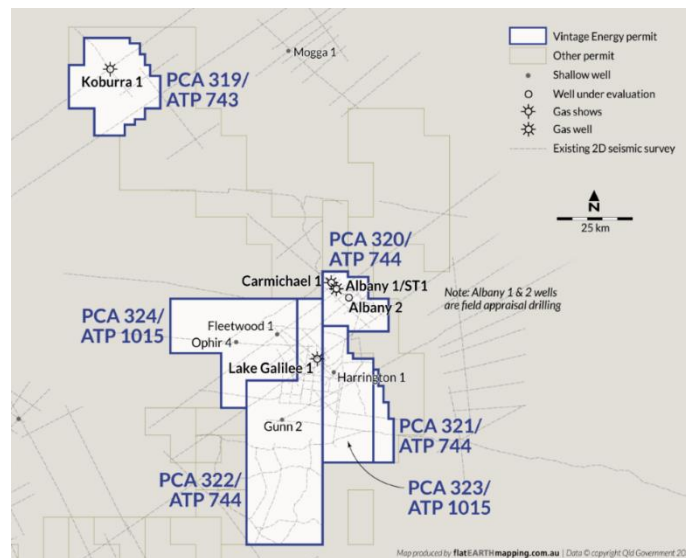 Mogga 1
Koburra 1
PCA 319/
ATP 743
Vintage Energy permit
Other permit
Shallow well
Well under evaluation
Gas shows
Gas well
Existing 2D seismic survey
N
25 km
PCA 320/
ATP 744
Carmichael 1
Albany 1/ST1
Albany 2
Note: Albany 1 & 2 wells
are field appraisal drilling
PCA 324/
ATP 1015
Fleetwood 1
Ophir 4
Lake Galilee 1
Harrington 1
Gunn 2
PCA 321/
ATP 744
PCA 322/
ATP 744
PCA 323/
ATP 1015
Map produced by flatEARTHmapping.com.au | Data © copyright Qld Government